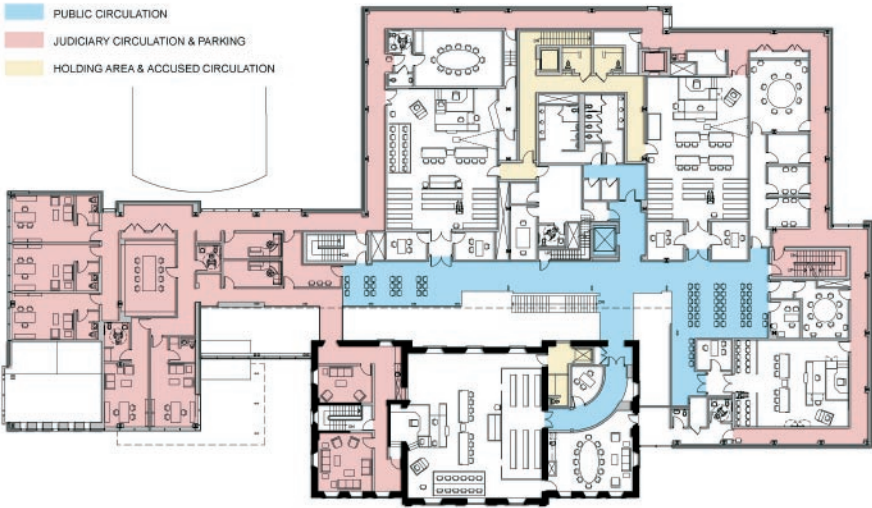 PUBLIC CIRCULATION
JUDICIARY CIRCULATION & PARKING
HOLDING AREA & ACCUSED CIRCULATION